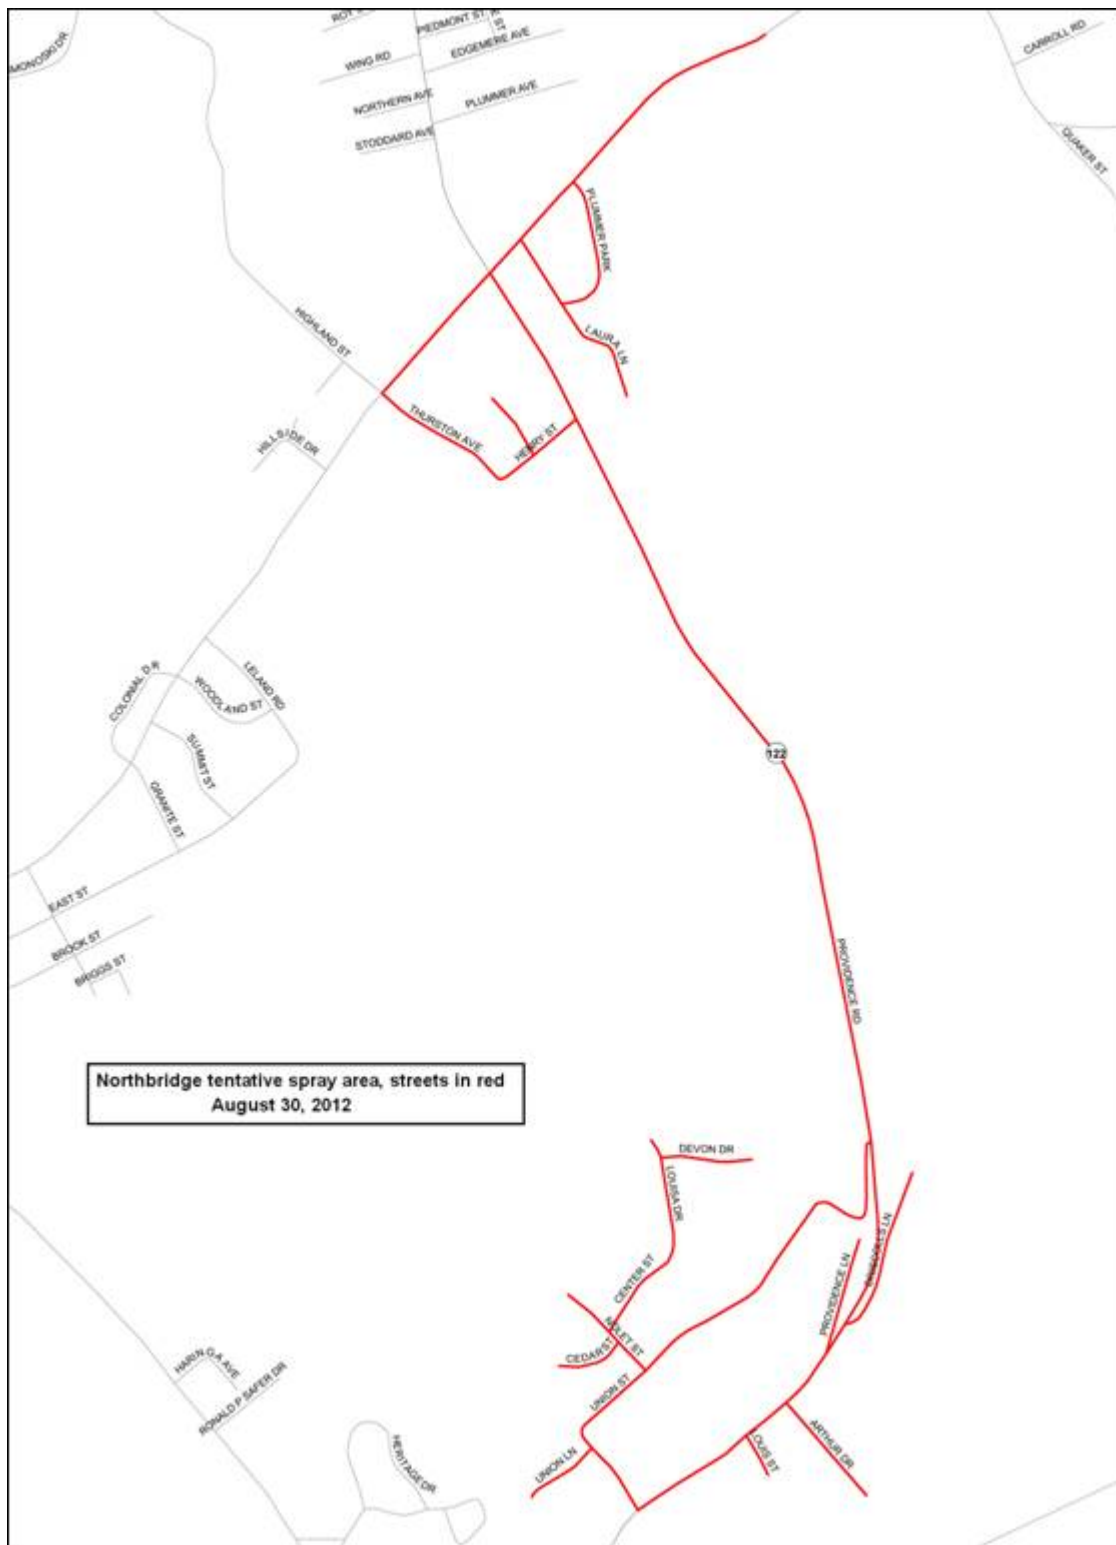 PIEDMONT ST
EDGEMERE AVE
CARROLL RD
WING RD
NORTHERN AVE
PLUMMER AVE
STODDARD AVE
QUAKER ST
PLUMMER PARK
HIGHLAND ST
LAURA LN
THURSTON AVE
HENRY ST
HILLSIDE DR
COLONIAL DR
LELAND RD
WOODLAND ST
SUMMIT ST
122
GRANITE ST
EAST ST
BROOK ST
BRIGGS ST
PROVIDENCE RD
Northbridge tentative spray area, streets in red
August 30, 2012
DEVON DR
LOUISA DR
CENTER ST
PROVIDENCE LN
CEDAR ST
UNION ST
HARINGA AVE
RONALD P SAFER DR
HERITAGE DR
UNION LN
ARTHUR DR